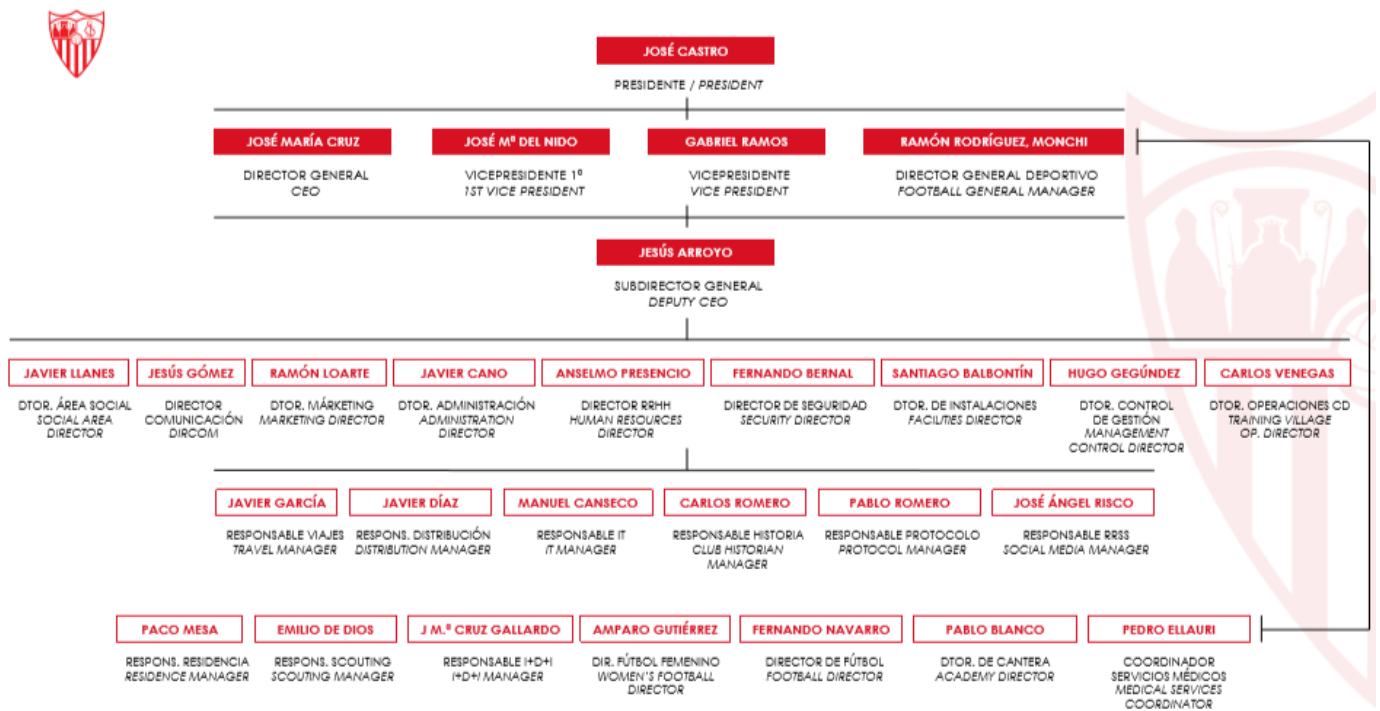 JOSÉ CASTRO
PRESIDENTE / PRESIDENT
JOSÉ MARÍA CRUZ
DIRECTOR GENERAL
CEO
JOSÉ Mª DEL NIDO
VICEPRESIDENTE 1º
1ST VICE PRESIDENT
GABRIEL RAMOS
VICEPRESIDENTE
VICE PRESIDENT
RAMÓN RODRÍGUEZ, MONCHI
DIRECTOR GENERAL DEPORTIVO
FOOTBALL GENERAL MANAGER
JESÚS ARROYO
SUBDIRECTOR GENERAL
DEPUTY CEO
JAVIER LLANES
DTOR. ÁREA SOCIAL
SOCIAL AREA
DIRECTOR
JESÚS GÓMEZ
DIRECTOR
COMUNICACIÓN
DIRCOM
RAMÓN LOARTE
DTOR. MÁRKETING
MARKETING DIRECTOR
JAVIER CANO
DTOR. ADMINISTRACIÓN
ADMINISTRATION
DIRECTOR
ANSELMO PRESENCIO
DIRECTOR RRHH
HUMAN RESOURCES
DIRECTOR
FERNANDO BERNAL
DIRECTOR DE SEGURIDAD
SECURITY DIRECTOR
SANTIAGO BALBONTÍN
DTOR. DE INSTALACIONES
FACILITIES DIRECTOR
HUGO GEGÚNDEZ
DTOR. CONTROL
DE GESTIÓN
MANAGEMENT
CONTROL DIRECTOR
CARLOS VENEGAS
DTOR. OPERACIONES CD
TRAINING VILLAGE
OP. DIRECTOR
JAVIER GARCÍA
RESPONSABLE VIAJES
TRAVEL MANAGER
JAVIER DÍAZ
RESPONS. DISTRIBUCIÓN
DISTRIBUTION MANAGER
MANUEL CANSECO
RESPONSABLE IT
IT MANAGER
CARLOS ROMERO
RESPONSABLE HISTORIA
CLUB HISTORIAN
MANAGER
PABLO ROMERO
RESPONSABLE PROTOCOLO
PROTOCOL MANAGER
JOSÉ ÁNGEL RISCO
RESPONSABLE RRSS
SOCIAL MEDIA MANAGER
PACO MESA
RESPONS. RESIDENCIA
RESIDENCE MANAGER
EMILIO DE DIOS
RESPONS. SCOUTING
SCOUTING MANAGER
J M.ª CRUZ GALLARDO
RESPONSABLE I+D+I
I+D+I MANAGER
AMPARO GUTIÉRREZ
DIR. FÚTBOL FEMENINO
WOMEN'S FOOTBALL
DIRECTOR
FERNANDO NAVARRO
DIRECTOR DE FÚTBOL
FOOTBALL DIRECTOR
PABLO BLANCO
DTOR. DE CANTERA
ACADEMY DIRECTOR
PEDRO ELLAURI
COORDINADOR
SERVICIOS MÉDICOS
MEDICAL SERVICES
COORDINATOR